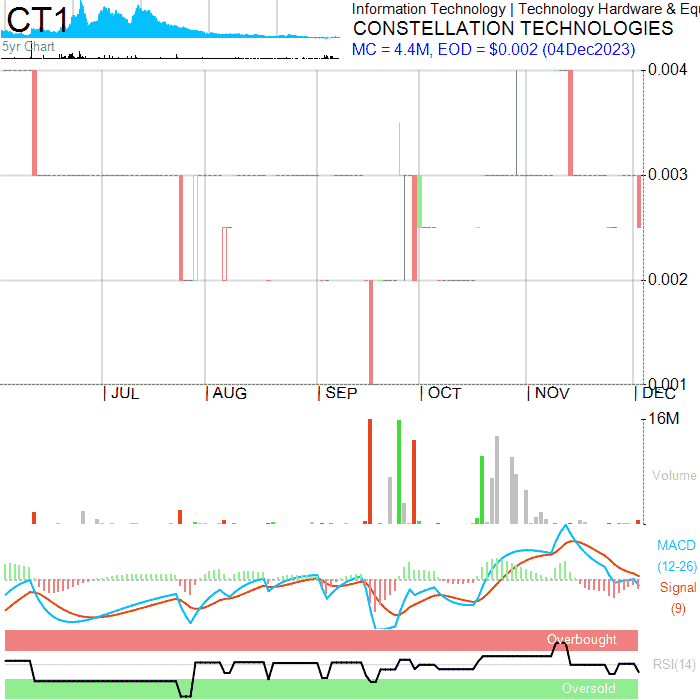 CT1
5yr Chart
Information Technology | Technology Hardware & Equ
CONSTELLATION TECHNOLOGIES
MC = 4.4M, EOD = $0.002 (04Dec2023)
0.004
0.003
0.002
0.001
JUL
AUG
SEP
OCT
NOV
DEC
16M
Volume
MACD
(12-26)
Signal
(9)
Overbought
RSI(14)
Oversold